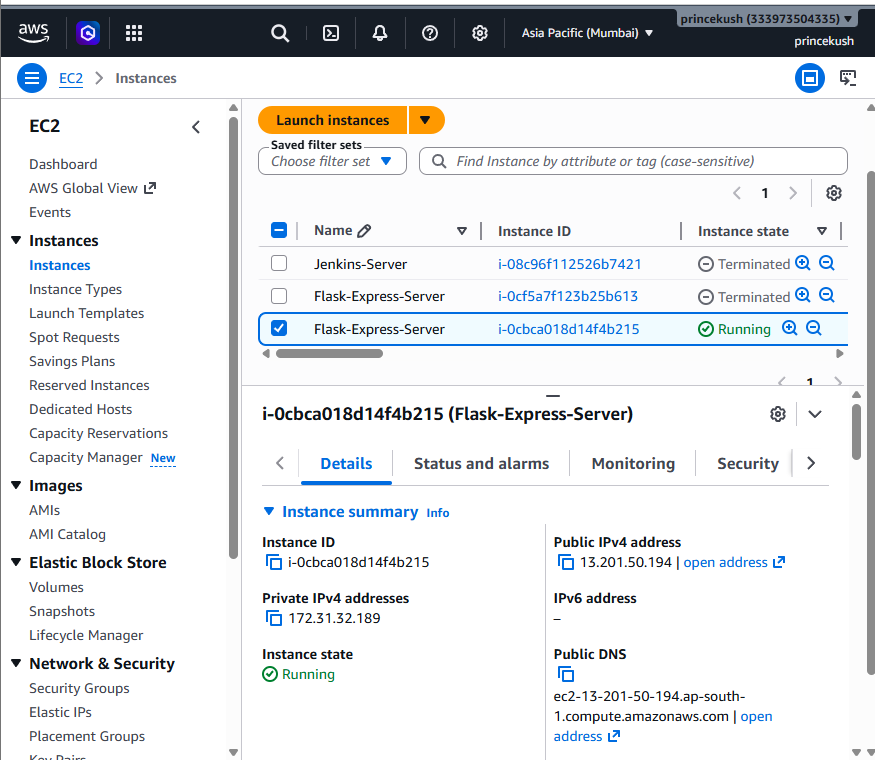 aws
Asia Pacific (Mumbai)
princekush (333973504335)
princekush
EC2
Instances
EC2
Dashboard
AWS Global View
Events
Instances
Instances
Instance Types
Launch Templates
Spot Requests
Savings Plans
Reserved Instances
Dedicated Hosts
Capacity Reservations
Capacity Manager New
Images
AMIs
AMI Catalog
Elastic Block Store
Volumes
Snapshots
Lifecycle Manager
Network & Security
Security Groups
Elastic IPs
Placement Groups
Key Pairs
Launch instances
Saved filter sets
Choose filter set
Find Instance by attribute or tag (case-sensitive)
1
Name Instance ID Instance state
Jenkins-Server i-08c96f112526b7421 Terminated
Flask-Express-Server i-0cf5a7f123b25b613 Terminated
Flask-Express-Server i-0cbca018d14f4b215 Running
1
i-0cbca018d14f4b215 (Flask-Express-Server)
Details Status and alarms Monitoring Security
Instance summary Info
Instance ID
i-0cbca018d14f4b215
Private IPv4 addresses
172.31.32.189
Instance state
Running
Public IPv4 address
13.201.50.194 | open address
IPv6 address
–
Public DNS
ec2-13-201-50-194.ap-south-
1.compute.amazonaws.com | open
address